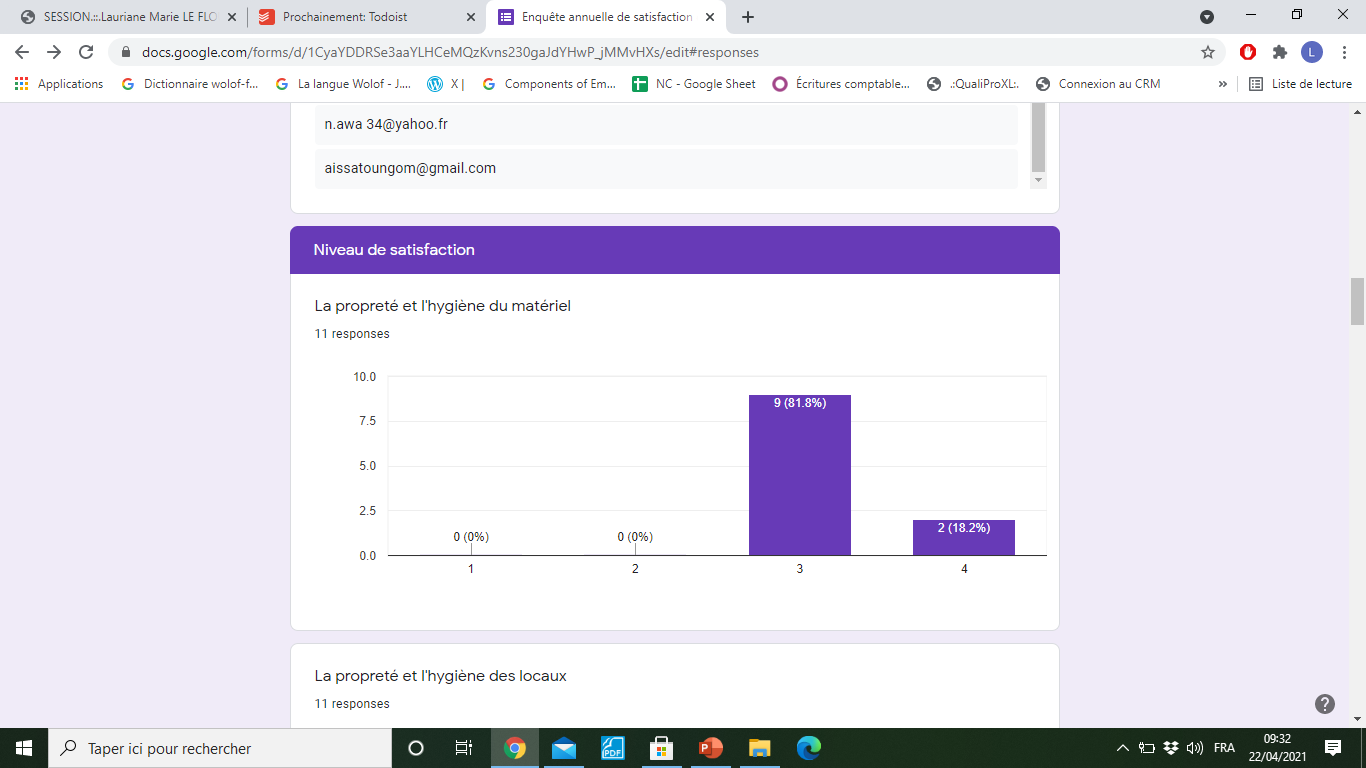 SESSION.::.Lauriane Marie LE FLO
Prochainement: Todoist
Enquête annuelle de satisfaction
docs.google.com/forms/d/1CyaYDDRSe3aaYLHCeMQzKvns230gaJdYHwP_jMMvHXs/edit#responses
L
Applications
Dictionnaire wolof-f...
La langue Wolof - J....
X |
Components of Em...
NC - Google Sheet
Écritures comptable...
.:QualiProXL:.
Connexion au CRM
»
Liste de lecture
n.awa 34@yahoo.fr
aissatoungom@gmail.com
Niveau de satisfaction
La propreté et l'hygiène du matériel
11 responses
10.0
7.5
5.0
2.5
0.0
0 (0%)
0 (0%)
9 (81.8%)
2 (18.2%)
1
2
3
4
La propreté et l'hygiène des locaux
11 responses
Taper ici pour rechercher
PDF
FRA
09:32
22/04/2021